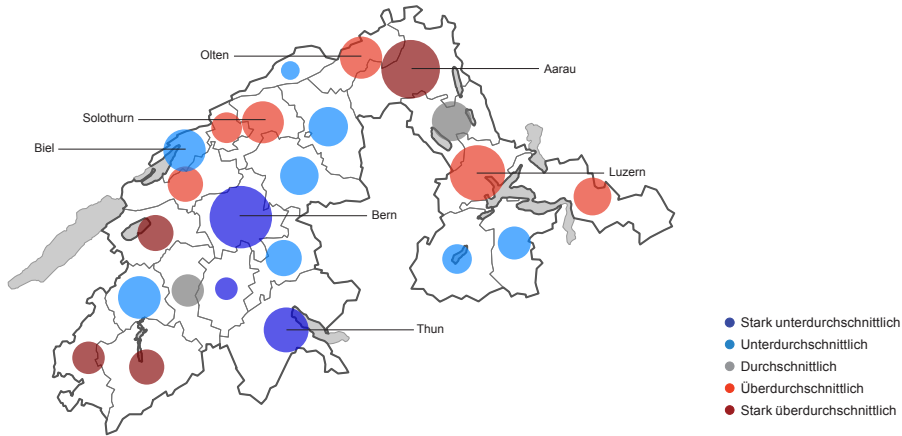 Olten
Aarau
Solothurn
Biel
Luzern
Bern
Thun
Stark unterdurchschnittlich
Unterdurchschnittlich
Durchschnittlich
Überdurchschnittlich
Stark überdurchschnittlich